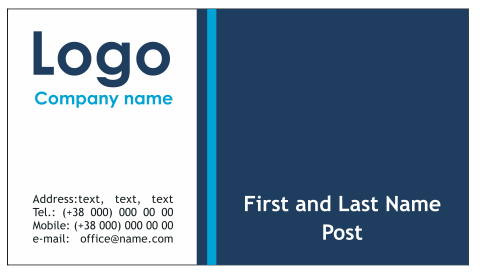 Logo
Company name
Address:text, text, text
Tel.: (+38 000) 000 00 00
Mobile: (+38 000) 000 00 00
e-mail: office@name.com
First and Last Name
Post